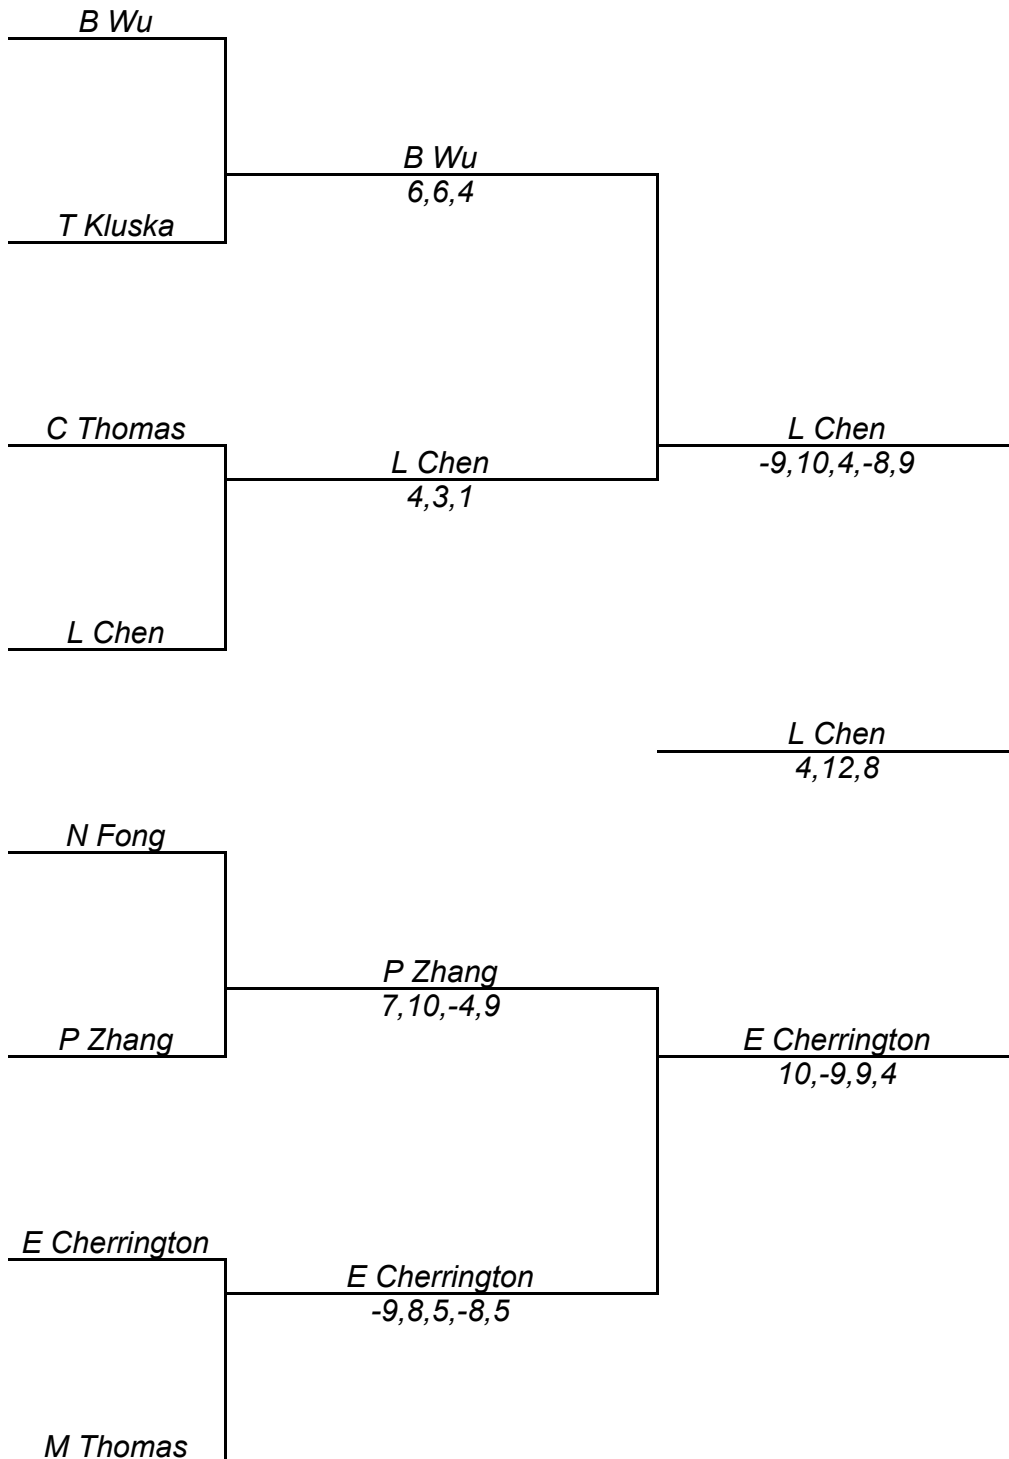 B Wu
B Wu
6,6,4
T Kluska
C Thomas
L Chen
L Chen
-9,10,4,-8,9
4,3,1
L Chen
L Chen
4,12,8
N Fong
P Zhang
7,10,-4,9
P Zhang
E Cherrington
10,-9,9,4
E Cherrington
E Cherrington
-9,8,5,-8,5
M Thomas